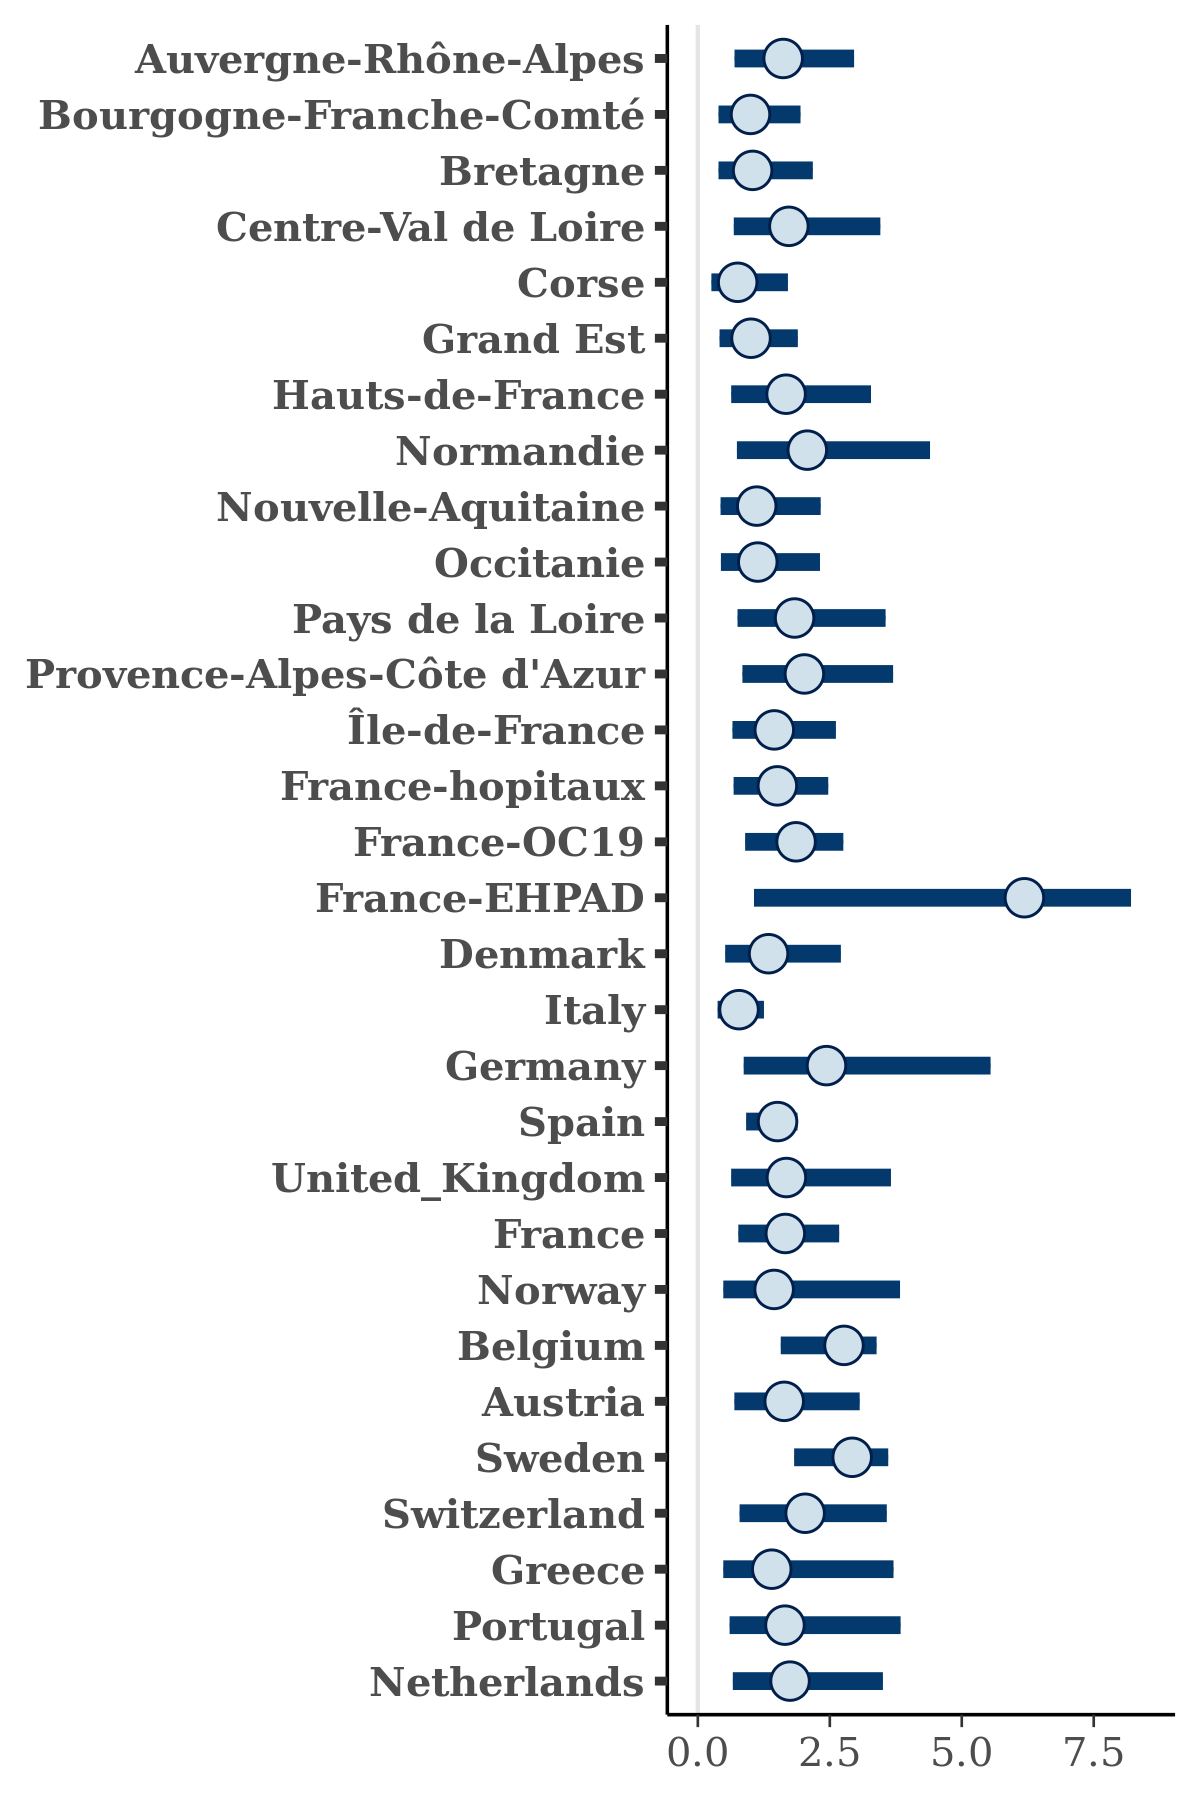 Auvergne-Rhône-Alpes
Bourgogne-Franche-Comté
Bretagne
Centre-Val de Loire
Corse
Grand Est
Hauts-de-France
Normandie
Nouvelle-Aquitaine
Occitanie
Pays de la Loire
Provence-Alpes-Côte d'Azur
Île-de-France
France-hopitaux
France-OC19
France-EHPAD
Denmark
Italy
Germany
Spain
United_Kingdom
France
Norway
Belgium
Austria
Sweden
Switzerland
Greece
Portugal
Netherlands
0.0 2.5 5.0 7.5